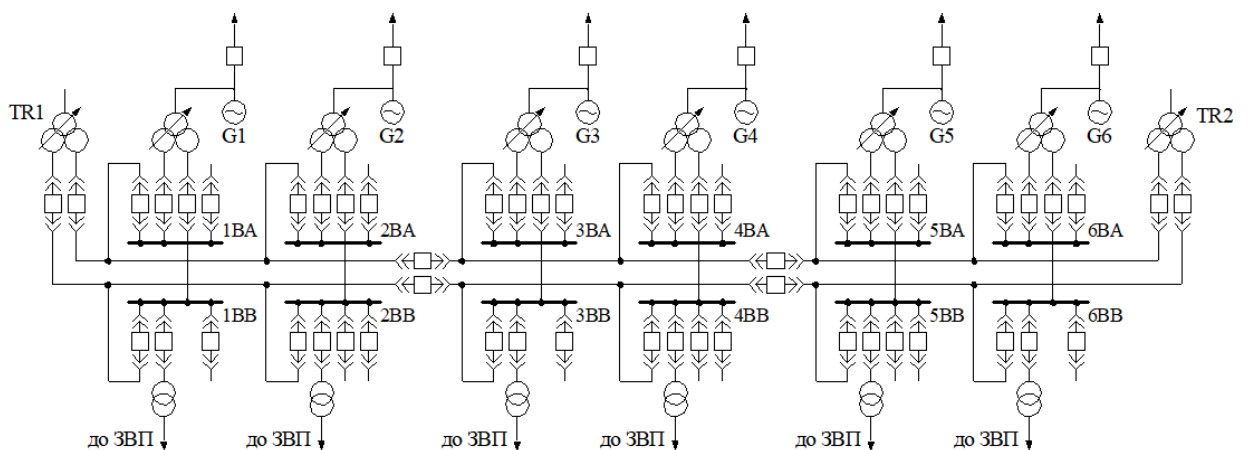 TR1
G1
G2
G3
G4
G5
G6
TR2
1BA
2BA
3BA
4BA
5BA
6BA
1BB
2BB
3BB
4BB
5BB
6BB
до ЗВП
до ЗВП
до ЗВП
до ЗВП
до ЗВП
до ЗВП